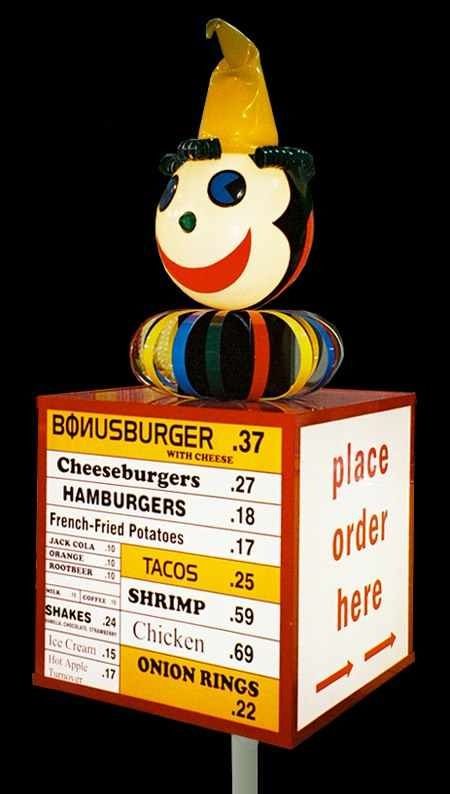 BONUSBURGER .37
WITH CHEESE
Cheeseburgers .27
HAMBURGERS .18
French-Fried Potatoes .17
JACK COLA .10
ORANGE .10
ROOTBEER .10
MILK .10 COFFEE .10
SHAKES .24
VANILLA, CHOCOLATE, STRAWBERRY
Ice Cream .15
Hot Apple
Turnover .17
TACOS .25
SHRIMP .59
Chicken .69
ONION RINGS
.22
place
order
here